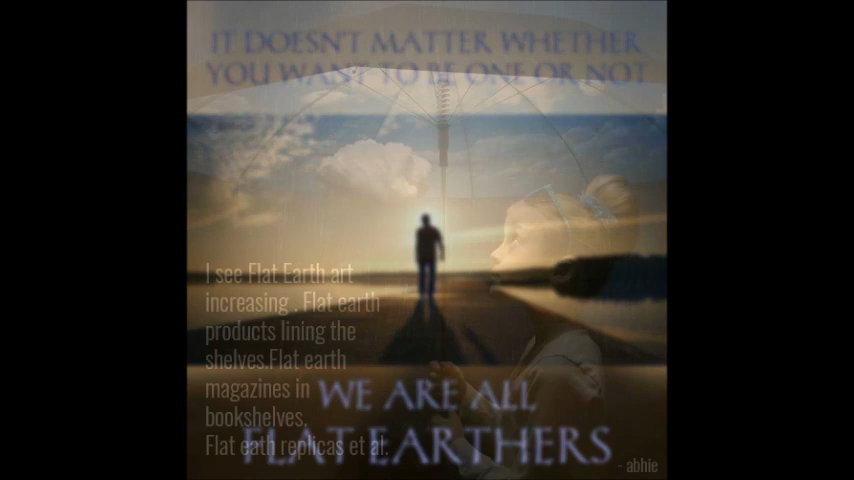 IT DOESN'T MATTER WHETHER
YOU WANT TO BE ONE OR NOT
I see Flat Earth art
increasing . Flat earth
products lining the
shelves.Flat earth
magazines in
bookshelves.
Flat eath replicas et al.
WE ARE ALL
FLAT EARTHERS
- abhie